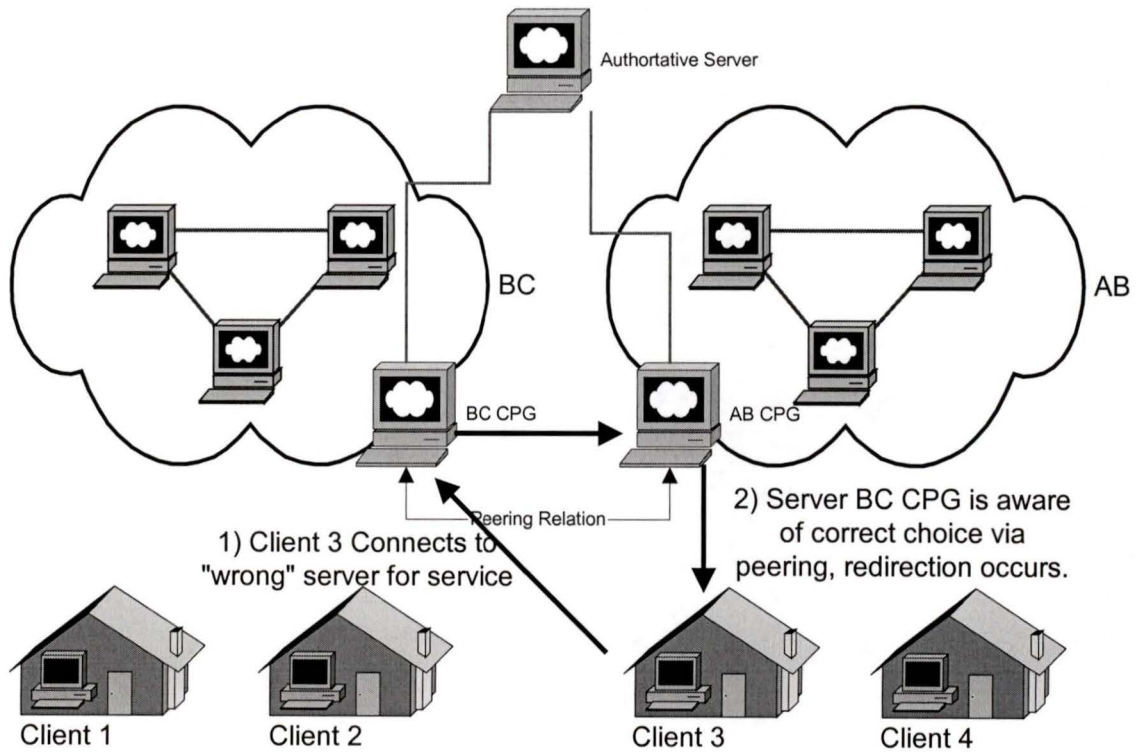 Authortative Server
BC
AB
BC CPG
AB CPG
Peering Relation
1) Client 3 Connects to
"wrong" server for service
2) Server BC CPG is aware
of correct choice via
peering, redirection occurs.
Client 1
Client 2
Client 3
Client 4